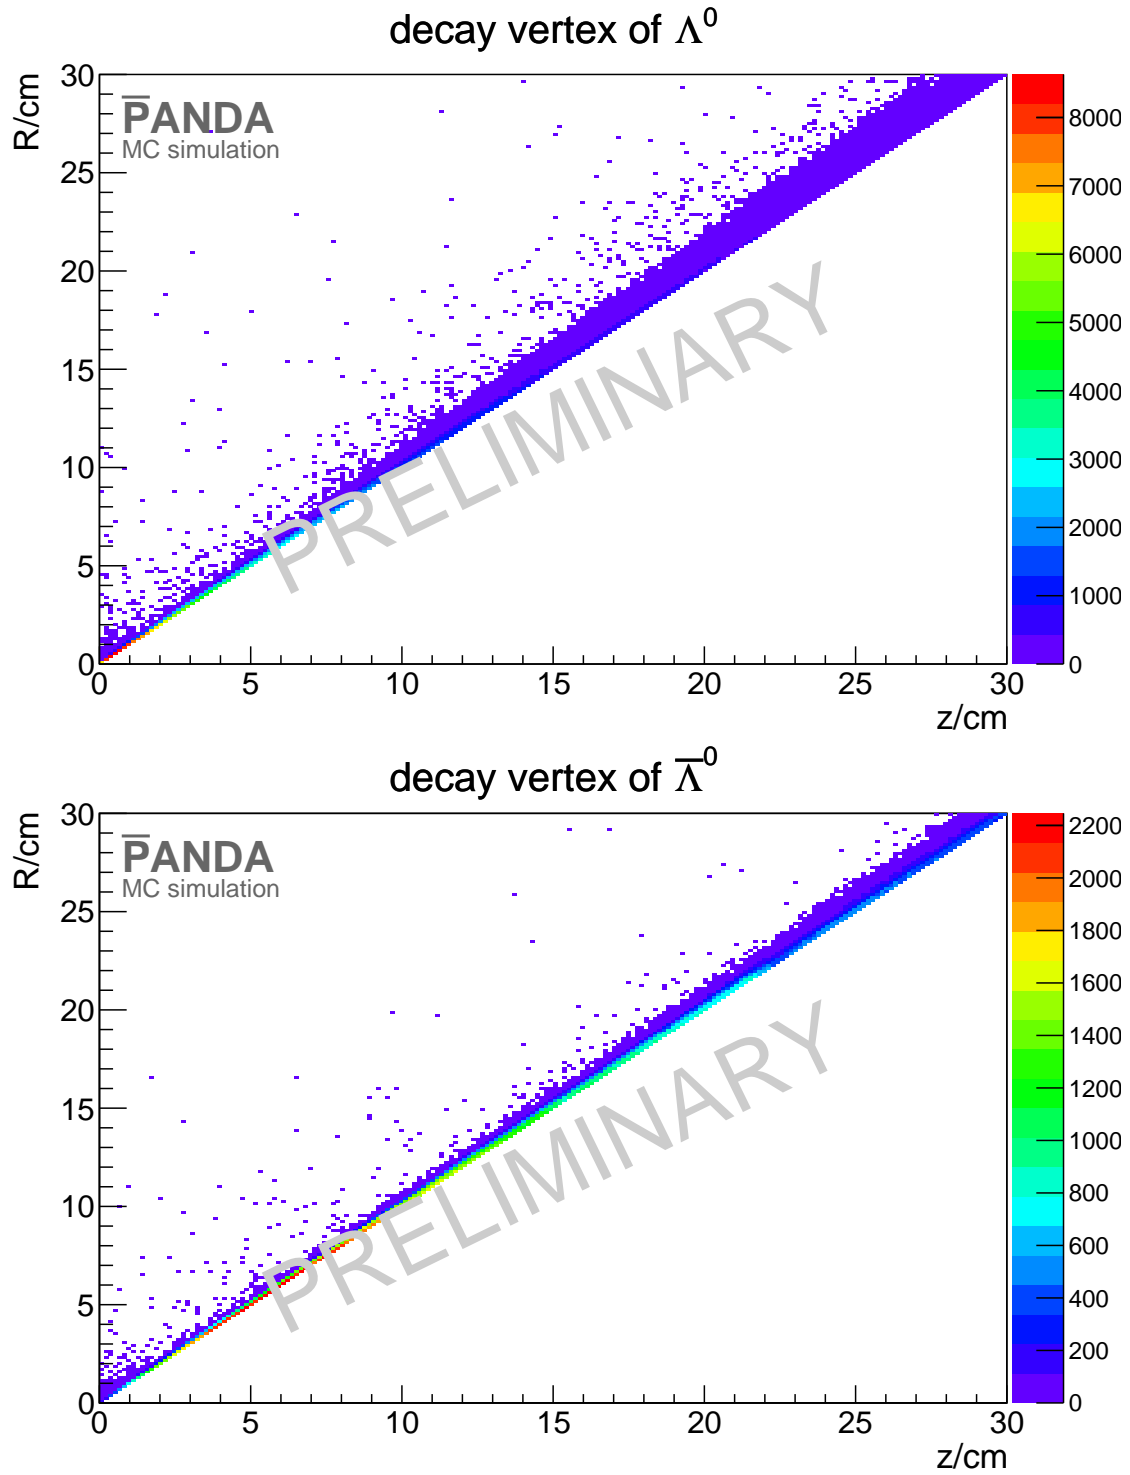 decay vertex of Λ⁰
R/cm
P̅ANDA
MC simulation
PRELIMINARY
30
25
20
15
10
5
0
0 5 10 15 20 25 30
z/cm
8000
7000
6000
5000
4000
3000
2000
1000
0
decay vertex of Λ̅⁰
R/cm
P̅ANDA
MC simulation
PRELIMINARY
30
25
20
15
10
5
0
0 5 10 15 20 25 30
z/cm
2200
2000
1800
1600
1400
1200
1000
800
600
400
200
0